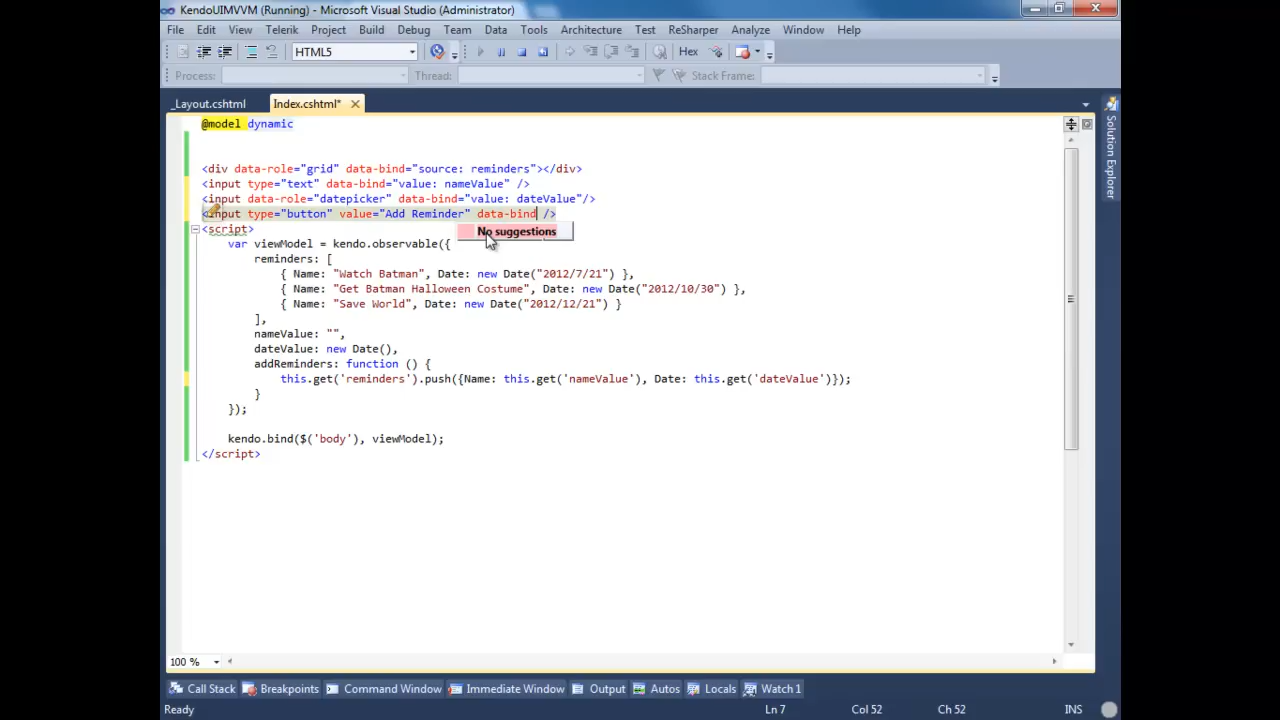 KendoUIMVVM (Running) - Microsoft Visual Studio (Administrator)
File Edit View Telerik Project Build Debug Team Data Tools Architecture Test ReSharper Analyze Window Help
HTML5 Hex
Process: Thread: Stack Frame:
_Layout.cshtml Index.cshtml*
Solution Explorer
@model dynamic
<div data-role="grid" data-bind="source: reminders"></div>
<input type="text" data-bind="value: nameValue" />
<input data-role="datepicker" data-bind="value: dateValue"/>
<input type="button" value="Add Reminder" data-bind />
No suggestions
<script>
var viewModel = kendo.observable({
reminders: [
{ Name: "Watch Batman", Date: new Date("2012/7/21") },
{ Name: "Get Batman Halloween Costume", Date: new Date("2012/10/30") },
{ Name: "Save World", Date: new Date("2012/12/21") }
],
nameValue: "",
dateValue: new Date(),
addReminders: function () {
this.get('reminders').push({Name: this.get('nameValue'), Date: this.get('dateValue')});
}
});
kendo.bind($('body'), viewModel);
</script>
100 %
Call Stack Breakpoints Command Window Immediate Window Output Autos Locals Watch 1
Ready Ln 7 Col 52 Ch 52 INS